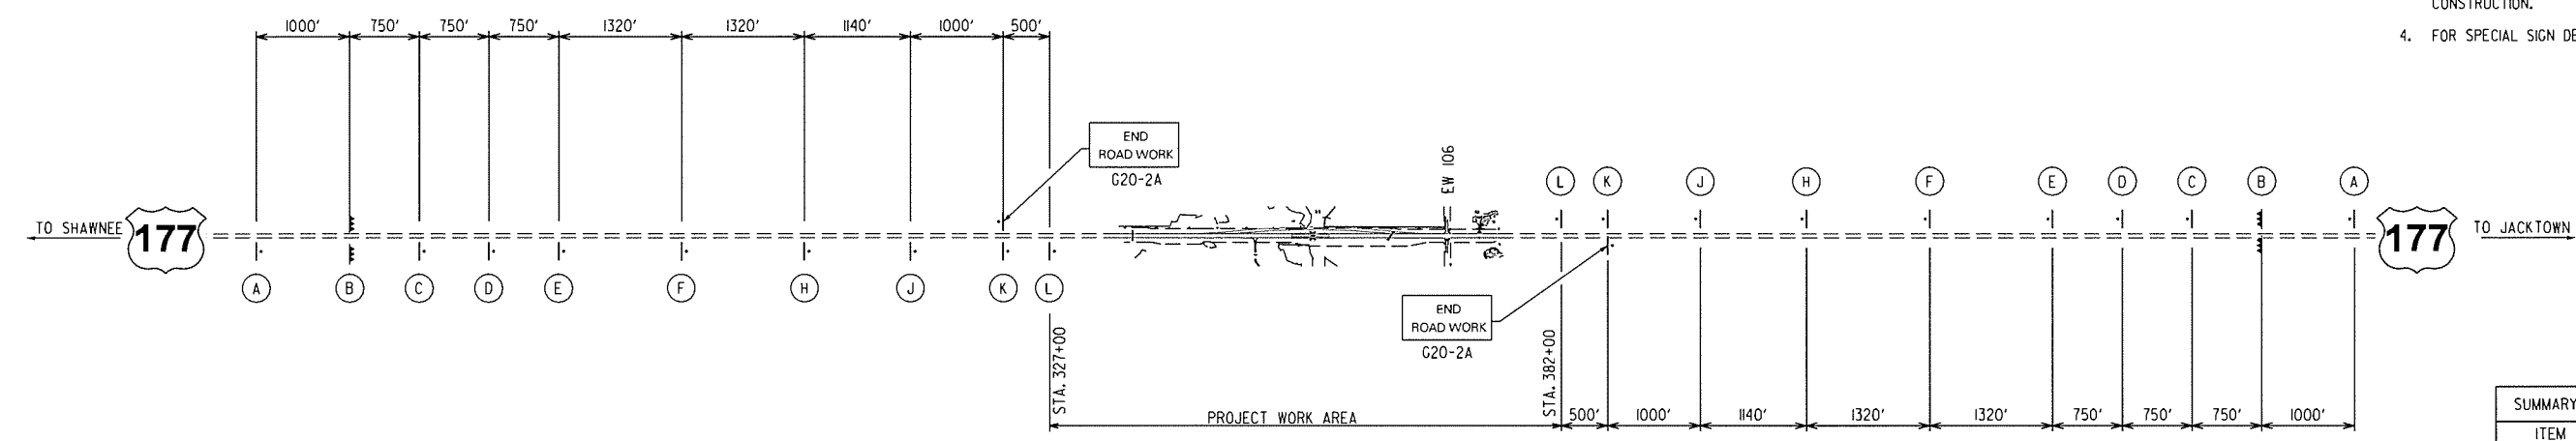 CONSTRUCTION.
4. FOR SPECIAL SIGN DE
1000' 750' 750' 750' 1320' 1320' 1140' 1000' 500'
END
ROAD WORK
G20-2A
EW 106
L K J H F E D C B A
TO SHAWNEE
177
177
TO JACKTOWN
A B C D E F H J K L
END
ROAD WORK
G20-2A
STA. 327+00
STA. 382+00
PROJECT WORK AREA
500' 1000' 1140' 1320' 1320' 750' 750' 750' 1000'
SUMMARY
ITEM